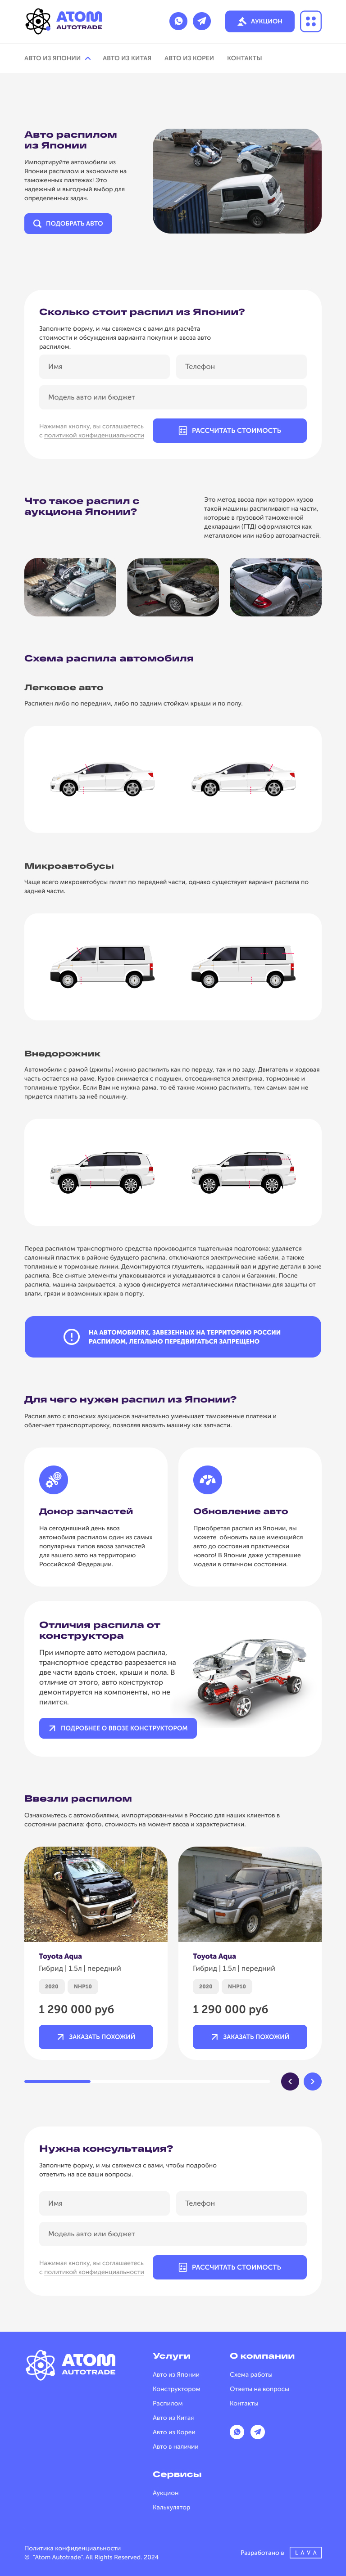 ATOM
AUTOTRADE
АУКЦИОН
АВТО ИЗ ЯПОНИИ
АВТО ИЗ КИТАЯ
АВТО ИЗ КОРЕИ
КОНТАКТЫ
Авто распилом
из Японии
Импортируйте автомобили из
Японии распилом и экономьте на
таможенных платежах! Это
надежный и выгодный выбор для
определенных задач.
ПОДОБРАТЬ АВТО
Сколько стоит распил из Японии?
Заполните форму, и мы свяжемся с вами для расчёта
стоимости и обсуждения варианта покупки и ввоза авто
распилом.
Имя
Телефон
Модель авто или бюджет
Нажимая кнопку, вы соглашаетесь
с политикой конфиденциальности
РАССЧИТАТЬ СТОИМОСТЬ
Что такое распил с
аукциона Японии?
Это метод ввоза при котором кузов
такой машины распиливают на части,
которые в грузовой таможенной
декларации (ГТД) оформляются как
металлолом или набор автозапчастей.
Схема распила автомобиля
Легковое авто
Распилен либо по передним, либо по задним стойкам крыши и по полу.
Микроавтобусы
Чаще всего микроавтобусы пилят по передней части, однако существует вариант распила по
задней части.
Внедорожник
Автомобили с рамой (джипы) можно распилить как по переду, так и по заду. Двигатель и ходовая
часть остается на раме. Кузов снимается с подушек, отсоединяется электрика, тормозные и
топливные трубки. Если Вам не нужна рама, то её также можно распилить, тем самым вам не
придется платить за неё пошлину.
Перед распилом транспортного средства производится тщательная подготовка: удаляется
салонный пластик в районе будущего распила, отключаются электрические кабели, а также
топливные и тормозные линии. Демонтируются глушитель, карданный вал и другие детали в зоне
распила. Все снятые элементы упаковываются и укладываются в салон и багажник. После
распила, машина закрывается, а кузов фиксируется металлическими пластинами для защиты от
влаги, грязи и возможных краж в порту.
НА АВТОМОБИЛЯХ, ЗАВЕЗЕННЫХ НА ТЕРРИТОРИЮ РОССИИ
РАСПИЛОМ, ЛЕГАЛЬНО ПЕРЕДВИГАТЬСЯ ЗАПРЕЩЕНО
Для чего нужен распил из Японии?
Распил авто с японских аукционов значительно уменьшает таможенные платежи и
облегчает транспортировку, позволяя ввозить машину как запчасти.
Донор запчастей
На сегодняшний день ввоз
автомобиля распилом один из самых
популярных типов ввоза запчастей
для вашего авто на территорию
Российской Федерации.
Обновление авто
Приобретая распил из Японии, вы
можете обновить ваше имеющийся
авто до состояния практически
нового! В Японии даже устаревшие
модели в отличном состоянии.
Отличия распила от
конструктора
При импорте авто методом распила,
транспортное средство разрезается на
две части вдоль стоек, крыши и пола. В
отличие от этого, авто конструктор
демонтируется на компоненты, но не
пилится.
ПОДРОБНЕЕ О ВВОЗЕ КОНСТРУКТОРОМ
Ввезли распилом
Ознакомьтесь с автомобилями, импортированными в Россию для наших клиентов в
состоянии распила: фото, стоимость на момент ввоза и характеристики.
Toyota Aqua
Гибрид | 1.5л | передний
2020
NHP10
1 290 000 руб
ЗАКАЗАТЬ ПОХОЖИЙ
Toyota Aqua
Гибрид | 1.5л | передний
2020
NHP10
1 290 000 руб
ЗАКАЗАТЬ ПОХОЖИЙ
Нужна консультация?
Заполните форму, и мы свяжемся с вами, чтобы подробно
ответить на все ваши вопросы.
Имя
Телефон
Модель авто или бюджет
Нажимая кнопку, вы соглашаетесь
с политикой конфиденциальности
РАССЧИТАТЬ СТОИМОСТЬ
ATOM
AUTOTRADE
Услуги
Авто из Японии
Конструктором
Распилом
Авто из Китая
Авто из Кореи
Авто в наличии
О компании
Схема работы
Ответы на вопросы
Контакты
Сервисы
Аукцион
Калькулятор
Политика конфиденциальности
© "Atom Autotrade". All Rights Reserved. 2024
Разработано в
LAVA